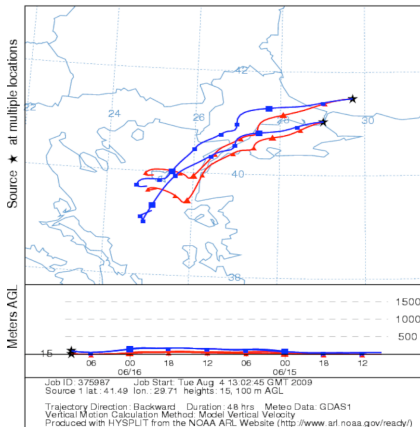 Source ★ at multiple locations
42
22
24
26
28
30
40
38
Meters AGL
1500
1000
500
15
06 00 18 12 06 00 18 12
06/16 06/15
Job ID: 375987 Job Start: Tue Aug 4 13:02:45 GMT 2009
Source 1 lat.: 41.49 lon.: 29.71 heights: 15, 100 m AGL
Trajectory Direction: Backward Duration: 48 hrs Meteo Data: GDAS1
Vertical Motion Calculation Method: Model Vertical Velocity
Produced with HYSPLIT from the NOAA ARL Website (http://www.arl.noaa.gov/ready/)